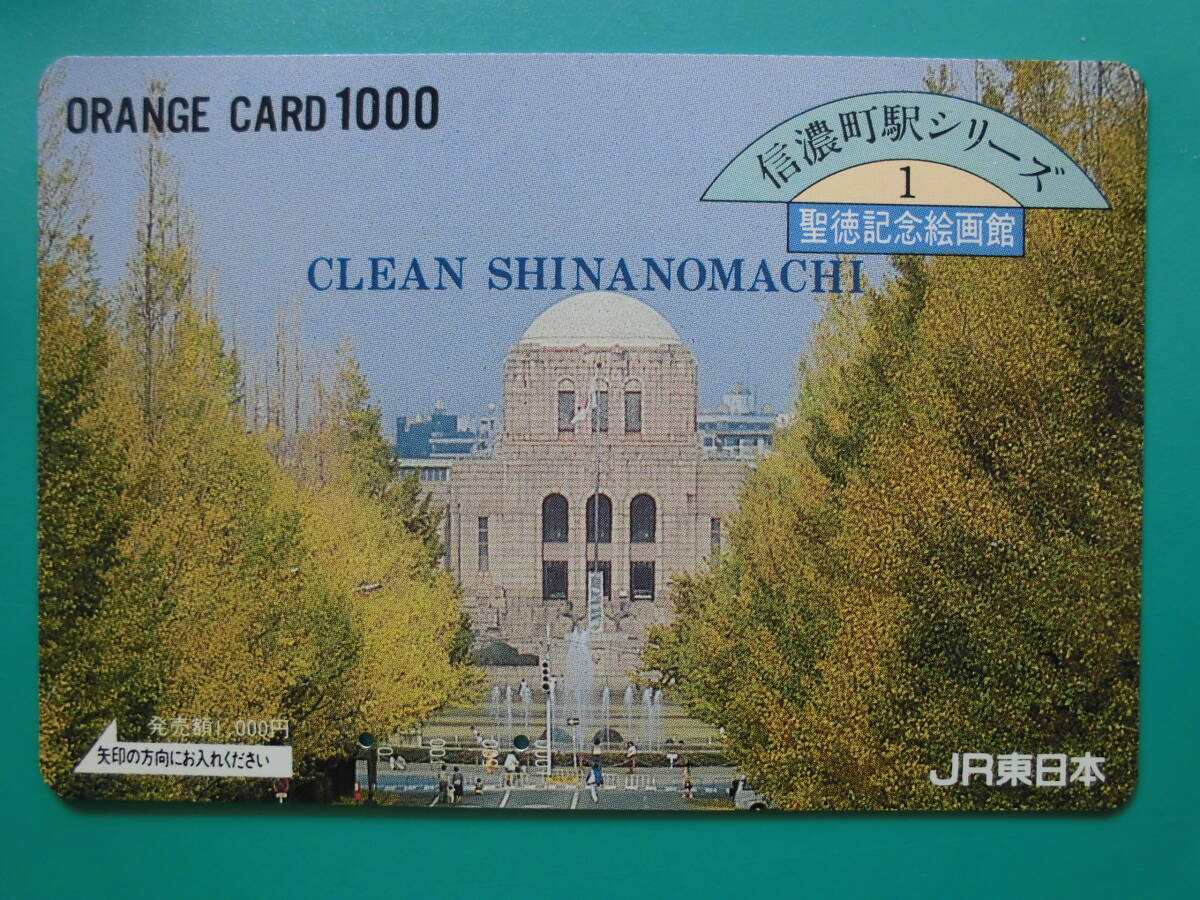 ORANGE CARD 1000
信濃町駅シリーズ
1
聖徳記念絵画館
CLEAN SHINANOMACHI
発売額1,000円
矢印の方向にお入れください
JR東日本